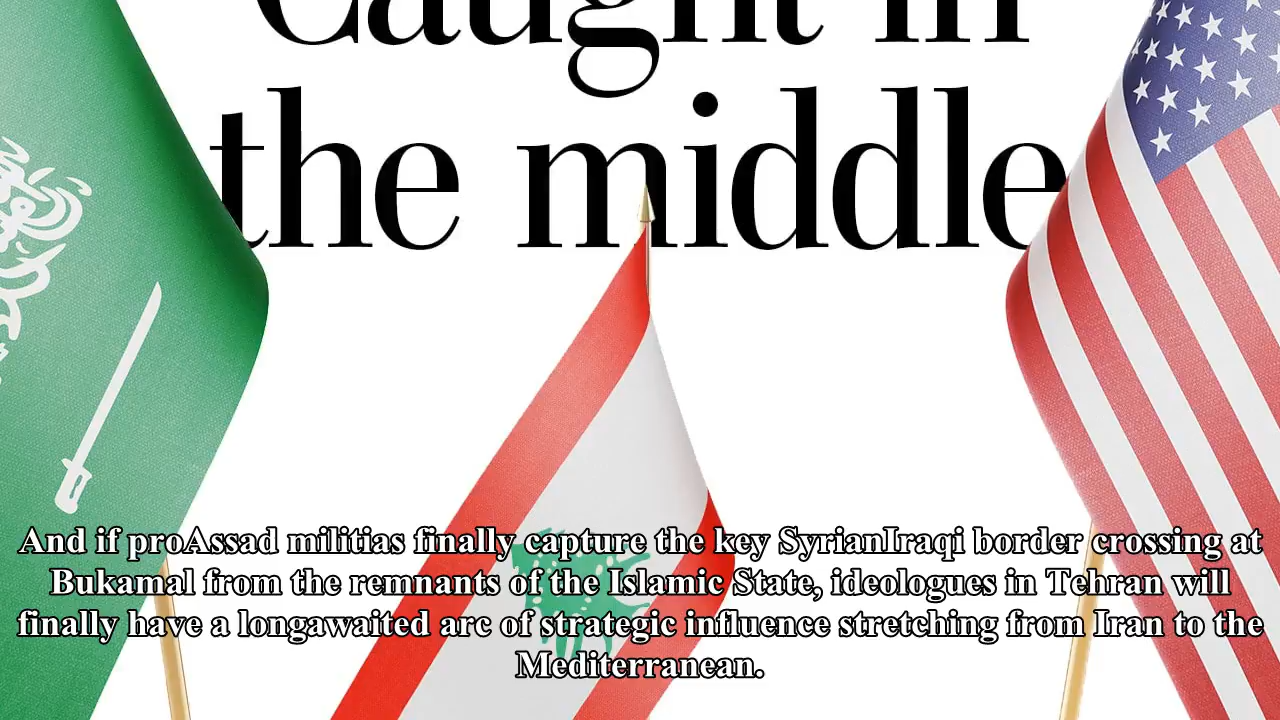 Caught in
the middle
And if proAssad militias finally capture the key SyrianIraqi border crossing at
Bukamal from the remnants of the Islamic State, ideologues in Tehran will
finally have a longawaited arc of strategic influence stretching from Iran to the
Mediterranean.